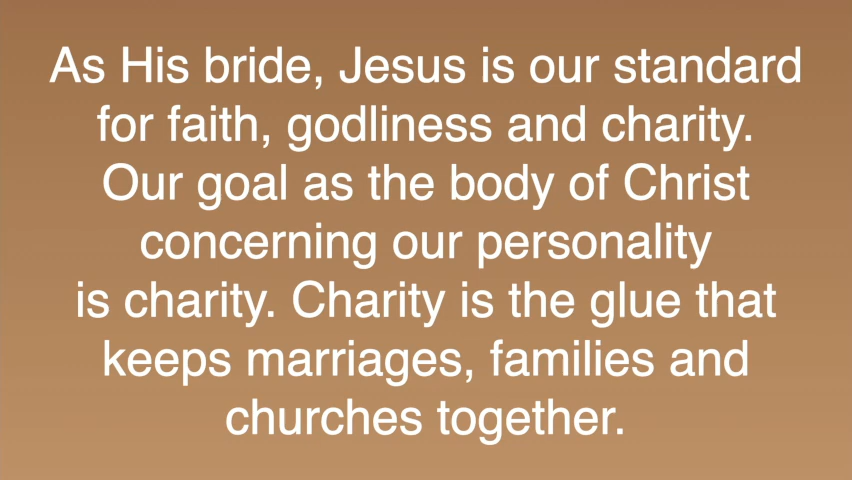 As His bride, Jesus is our standard
for faith, godliness and charity.
Our goal as the body of Christ
concerning our personality
is charity. Charity is the glue that
keeps marriages, families and
churches together.